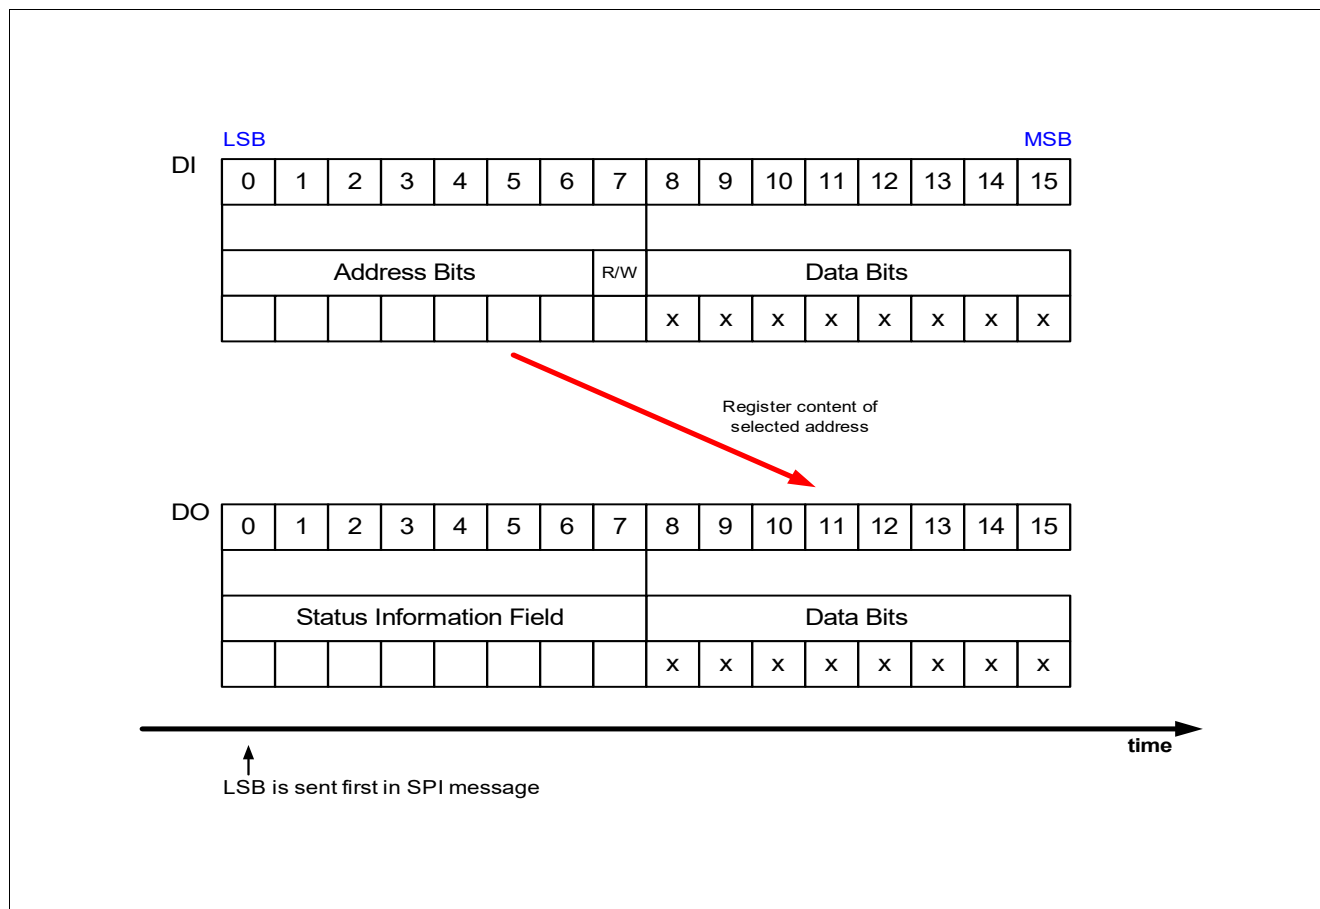 LSB MSB
DI
0 1 2 3 4 5 6 7 8 9 10 11 12 13 14 15
Address Bits R/W Data Bits
x x x x x x x x
Register content of
selected address
DO
0 1 2 3 4 5 6 7 8 9 10 11 12 13 14 15
Status Information Field Data Bits
x x x x x x x x
time
LSB is sent first in SPI message